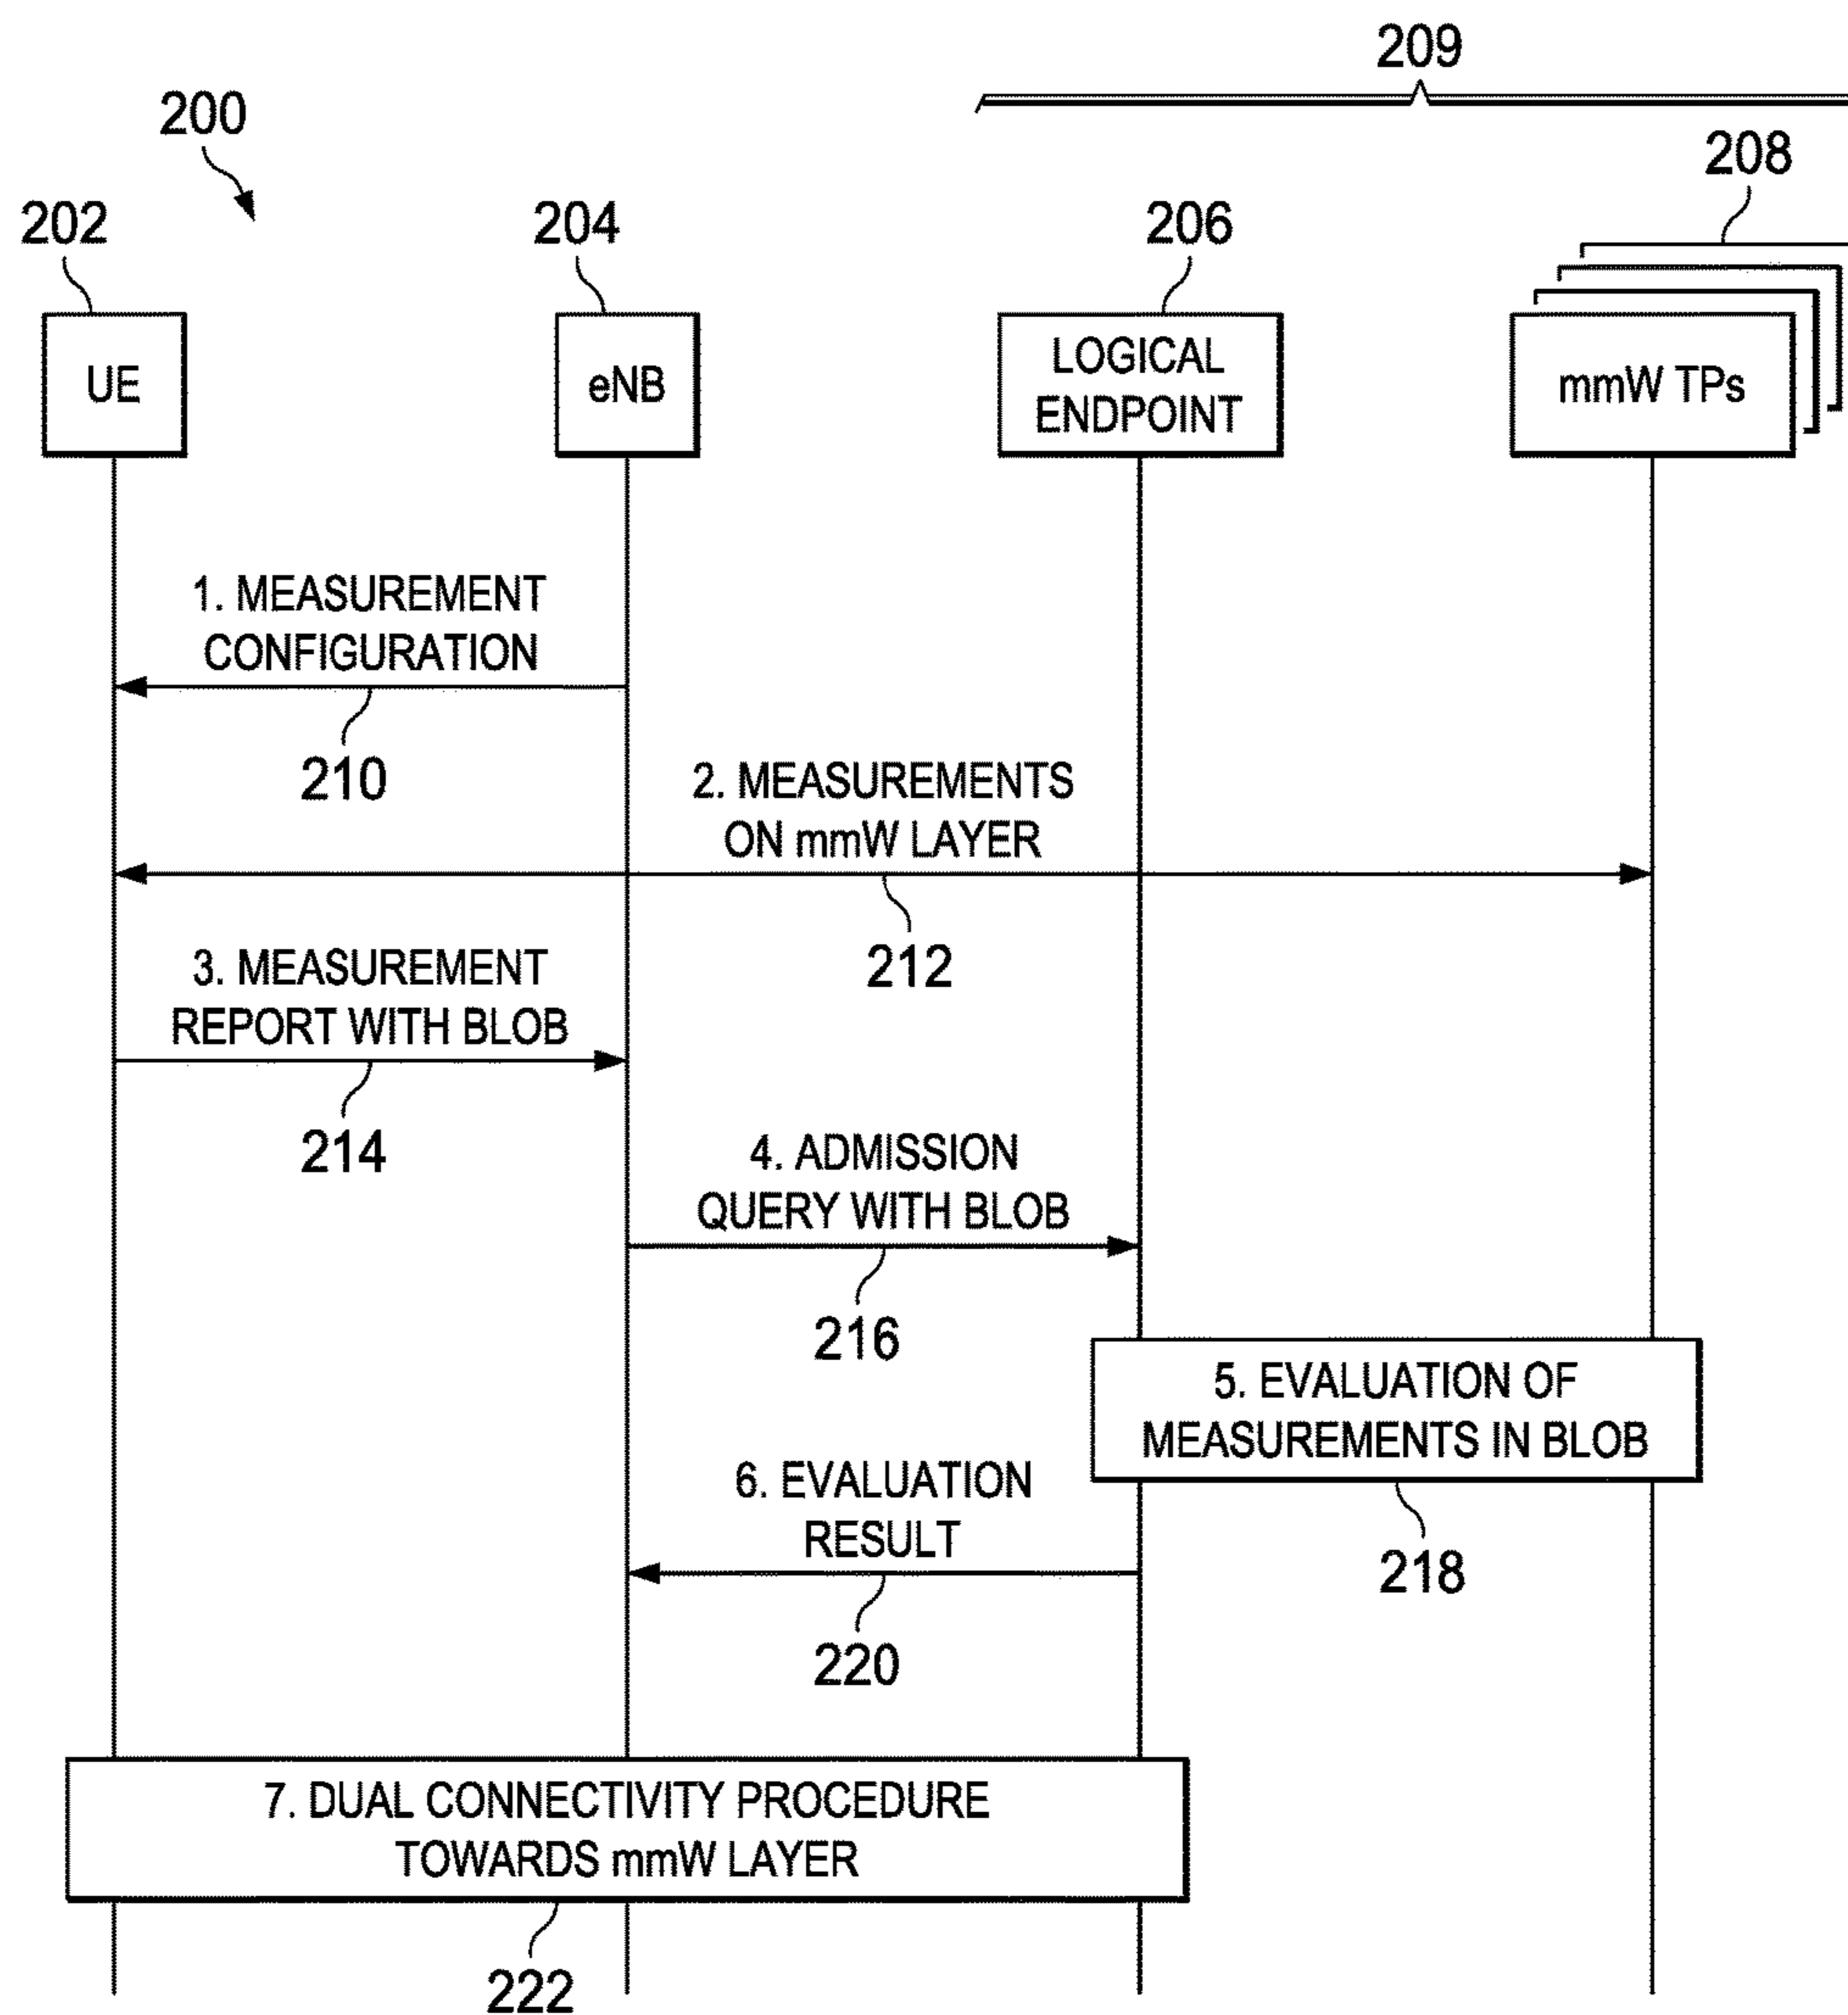 209
200
208
202
204
206
UE
eNB
LOGICAL
ENDPOINT
mmW TPs
1. MEASUREMENT
CONFIGURATION
210
2. MEASUREMENTS
ON mmW LAYER
212
3. MEASUREMENT
REPORT WITH BLOB
214
4. ADMISSION
QUERY WITH BLOB
216
5. EVALUATION OF
MEASUREMENTS IN BLOB
218
6. EVALUATION
RESULT
220
7. DUAL CONNECTIVITY PROCEDURE
TOWARDS mmW LAYER
222